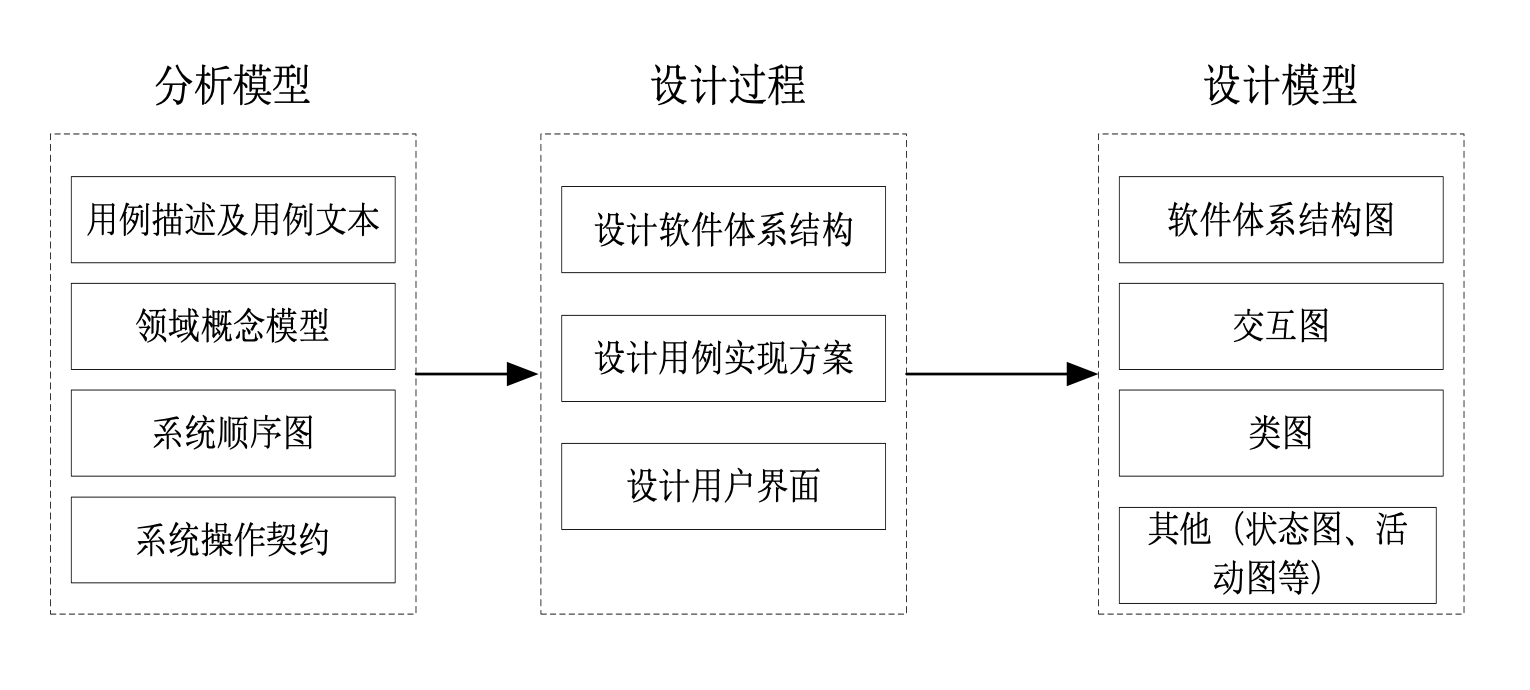 分析模型
用例描述及用例文本
领域概念模型
系统顺序图
系统操作契约
设计过程
设计软件体系结构
设计用例实现方案
设计用户界面
设计模型
软件体系结构图
交互图
类图
其他（状态图、活
动图等）